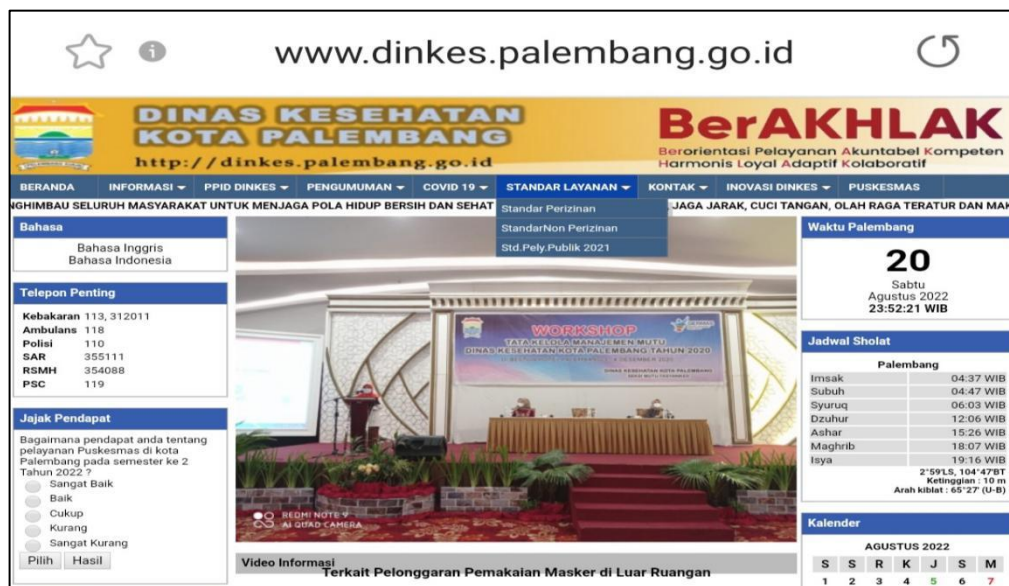 www.dinkes.palembang.go.id
DINAS KESEHATAN
KOTA PALEMBANG
http://dinkes.palembang.go.id
BerAKHLAK
Berorientasi Pelayanan Akuntabel Kompeten
Harmonis Loyal Adaptif Kolaboratif
BERANDA INFORMASI PPID DINKES PENGUMUMAN COVID 19 STANDAR LAYANAN KONTAK INOVASI DINKES PUSKESMAS
NGHIMBAU SELURUH MASYARAKAT UNTUK MENJAGA POLA HIDUP BERSIH DAN SEHAT JAGA JARAK, CUCI TANGAN, OLAH RAGA TERATUR DAN MAK
Standar Perizinan
StandarNon Perizinan
Std.Pely.Publik 2021
Bahasa
Bahasa Inggris
Bahasa Indonesia
Telepon Penting
Kebakaran 113, 312011
Ambulans 118
Polisi 110
SAR 355111
RSMH 354088
PSC 119
Jajak Pendapat
Bagaimana pendapat anda tentang
pelayanan Puskesmas di kota
Palembang pada semester ke 2
Tahun 2022 ?
Sangat Baik
Baik
Cukup
Kurang
Sangat Kurang
Pilih Hasil
WORKSHOP
TATA KELOLA MANAJEMEN MUTU
DINAS KESEHATAN KOTA PALEMBANG TAHUN 2020
DINAS KESEHATAN KOTA PALEMBANG
REDMI NOTE 9
AI QUAD CAMERA
Video Informasi
Terkait Pelonggaran Pemakaian Masker di Luar Ruangan
Waktu Palembang
20
Sabtu
Agustus 2022
23:52:21 WIB
Jadwal Sholat
Palembang
Imsak 04:37 WIB
Subuh 04:47 WIB
Syuruq 06:03 WIB
Dzuhur 12:06 WIB
Ashar 15:26 WIB
Maghrib 18:07 WIB
Isya 19:16 WIB
2°59'LS, 104°47'BT
Ketinggian : 10 m
Arah kiblat : 65°27' (U-B)
Kalender
AGUSTUS 2022
S S R K J S M
1 2 3 4 5 6 7